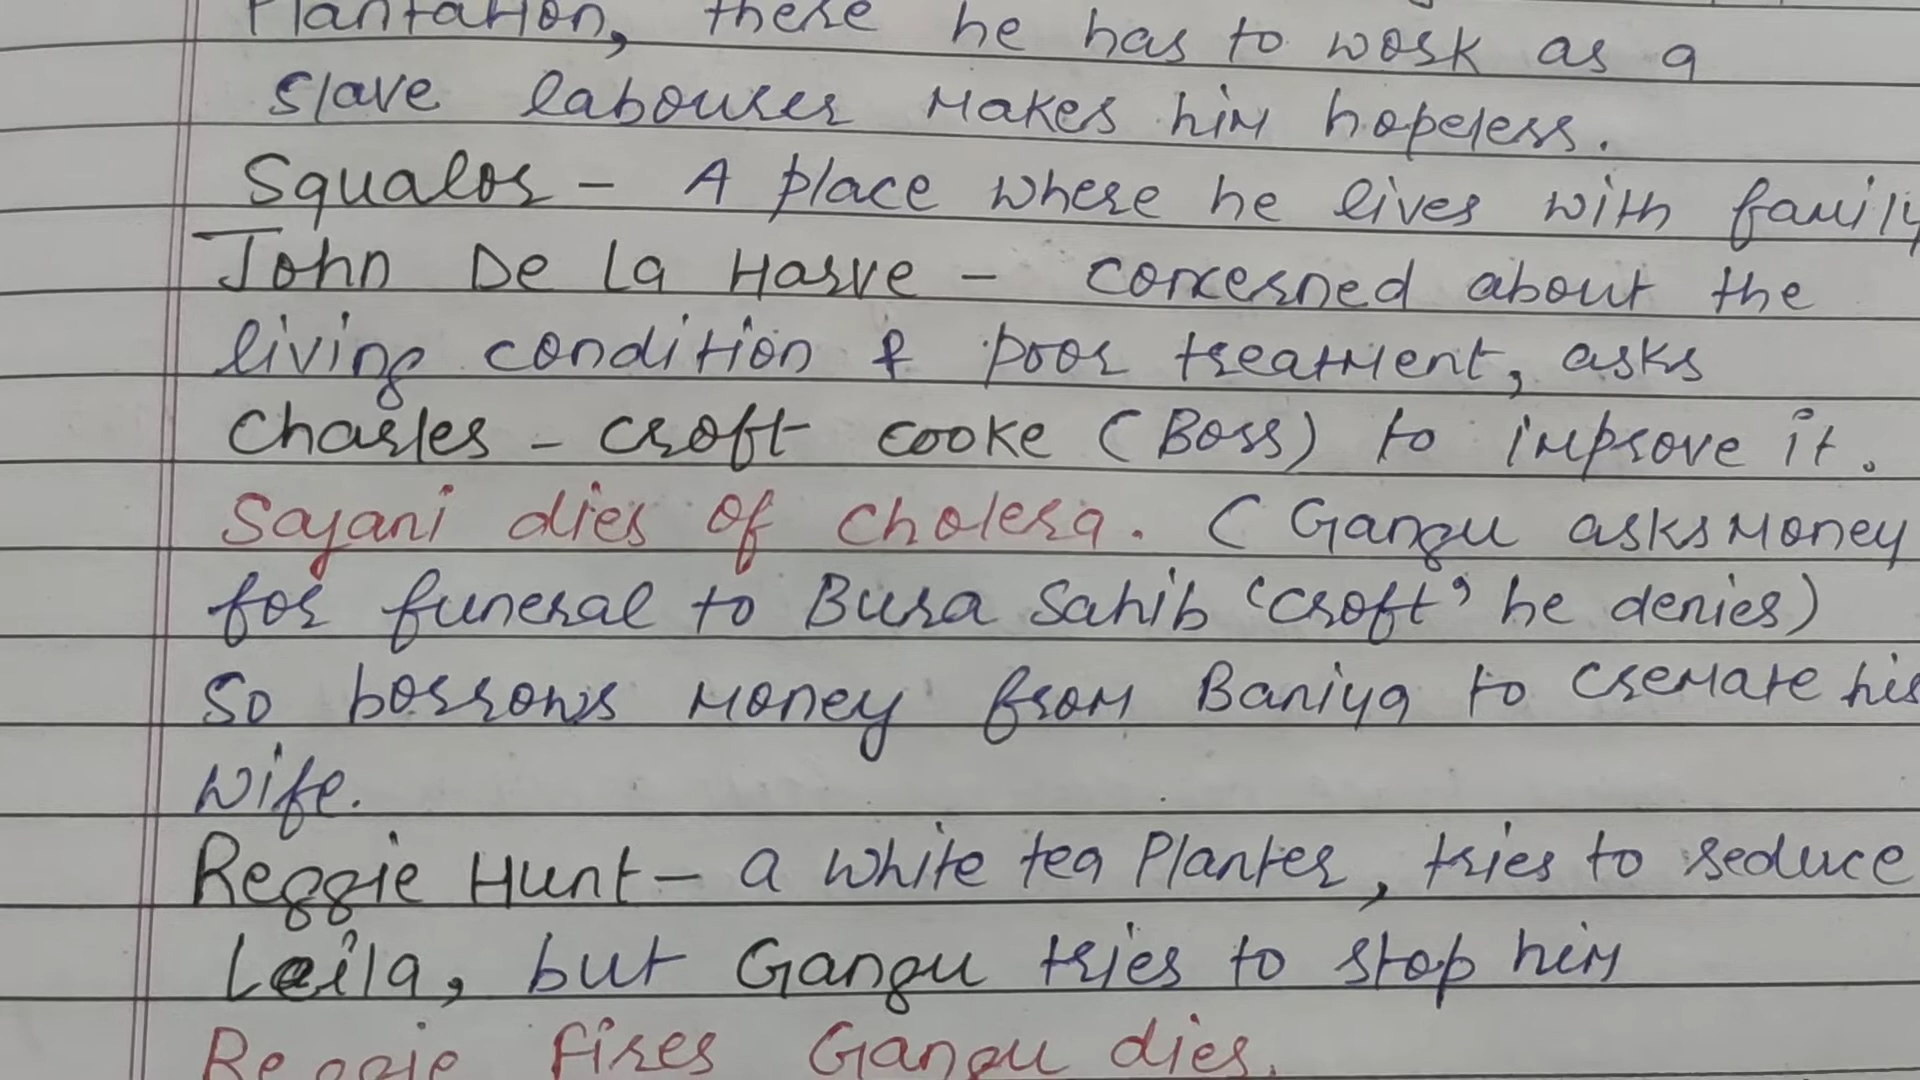 Plantation, there he has to work as a
slave labourer makes him hopeless.
Squalor - A place where he lives with family
John De La Harve - concerned about the
living condition & poor treatment, asks
Charles - Croft cooke (Boss) to improve it.
Sajani dies of cholera. (Gangu asks money
for funeral to Bura Sahib 'Croft' he denies)
So borrows money from Baniya to cremate his
wife.
Reggie Hunt - a white tea Planter, tries to seduce
Leila, but Gangu tries to stop him
Reggie fires Gangu dies.